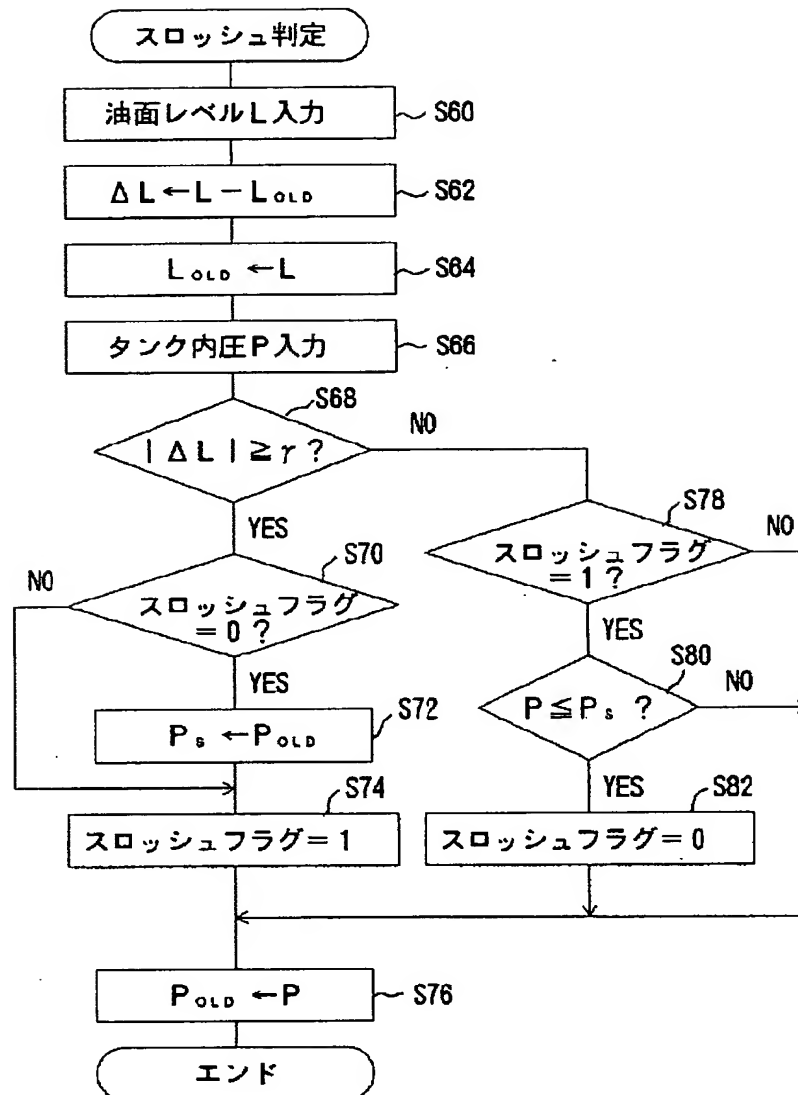 スロッシュ判定
油面レベルL入力
S60
ΔL←L−LOLD
S62
LOLD←L
S64
タンク内圧P入力
S66
S68
|ΔL|≧γ?
NO
YES
S70
NO
スロッシュフラグ
=0?
YES
PS←POLD
S72
S74
スロッシュフラグ=1
S78
NO
スロッシュフラグ
=1?
YES
S80
P≦PS ?
NO
YES
S82
スロッシュフラグ=0
POLD←P
S76
エンド